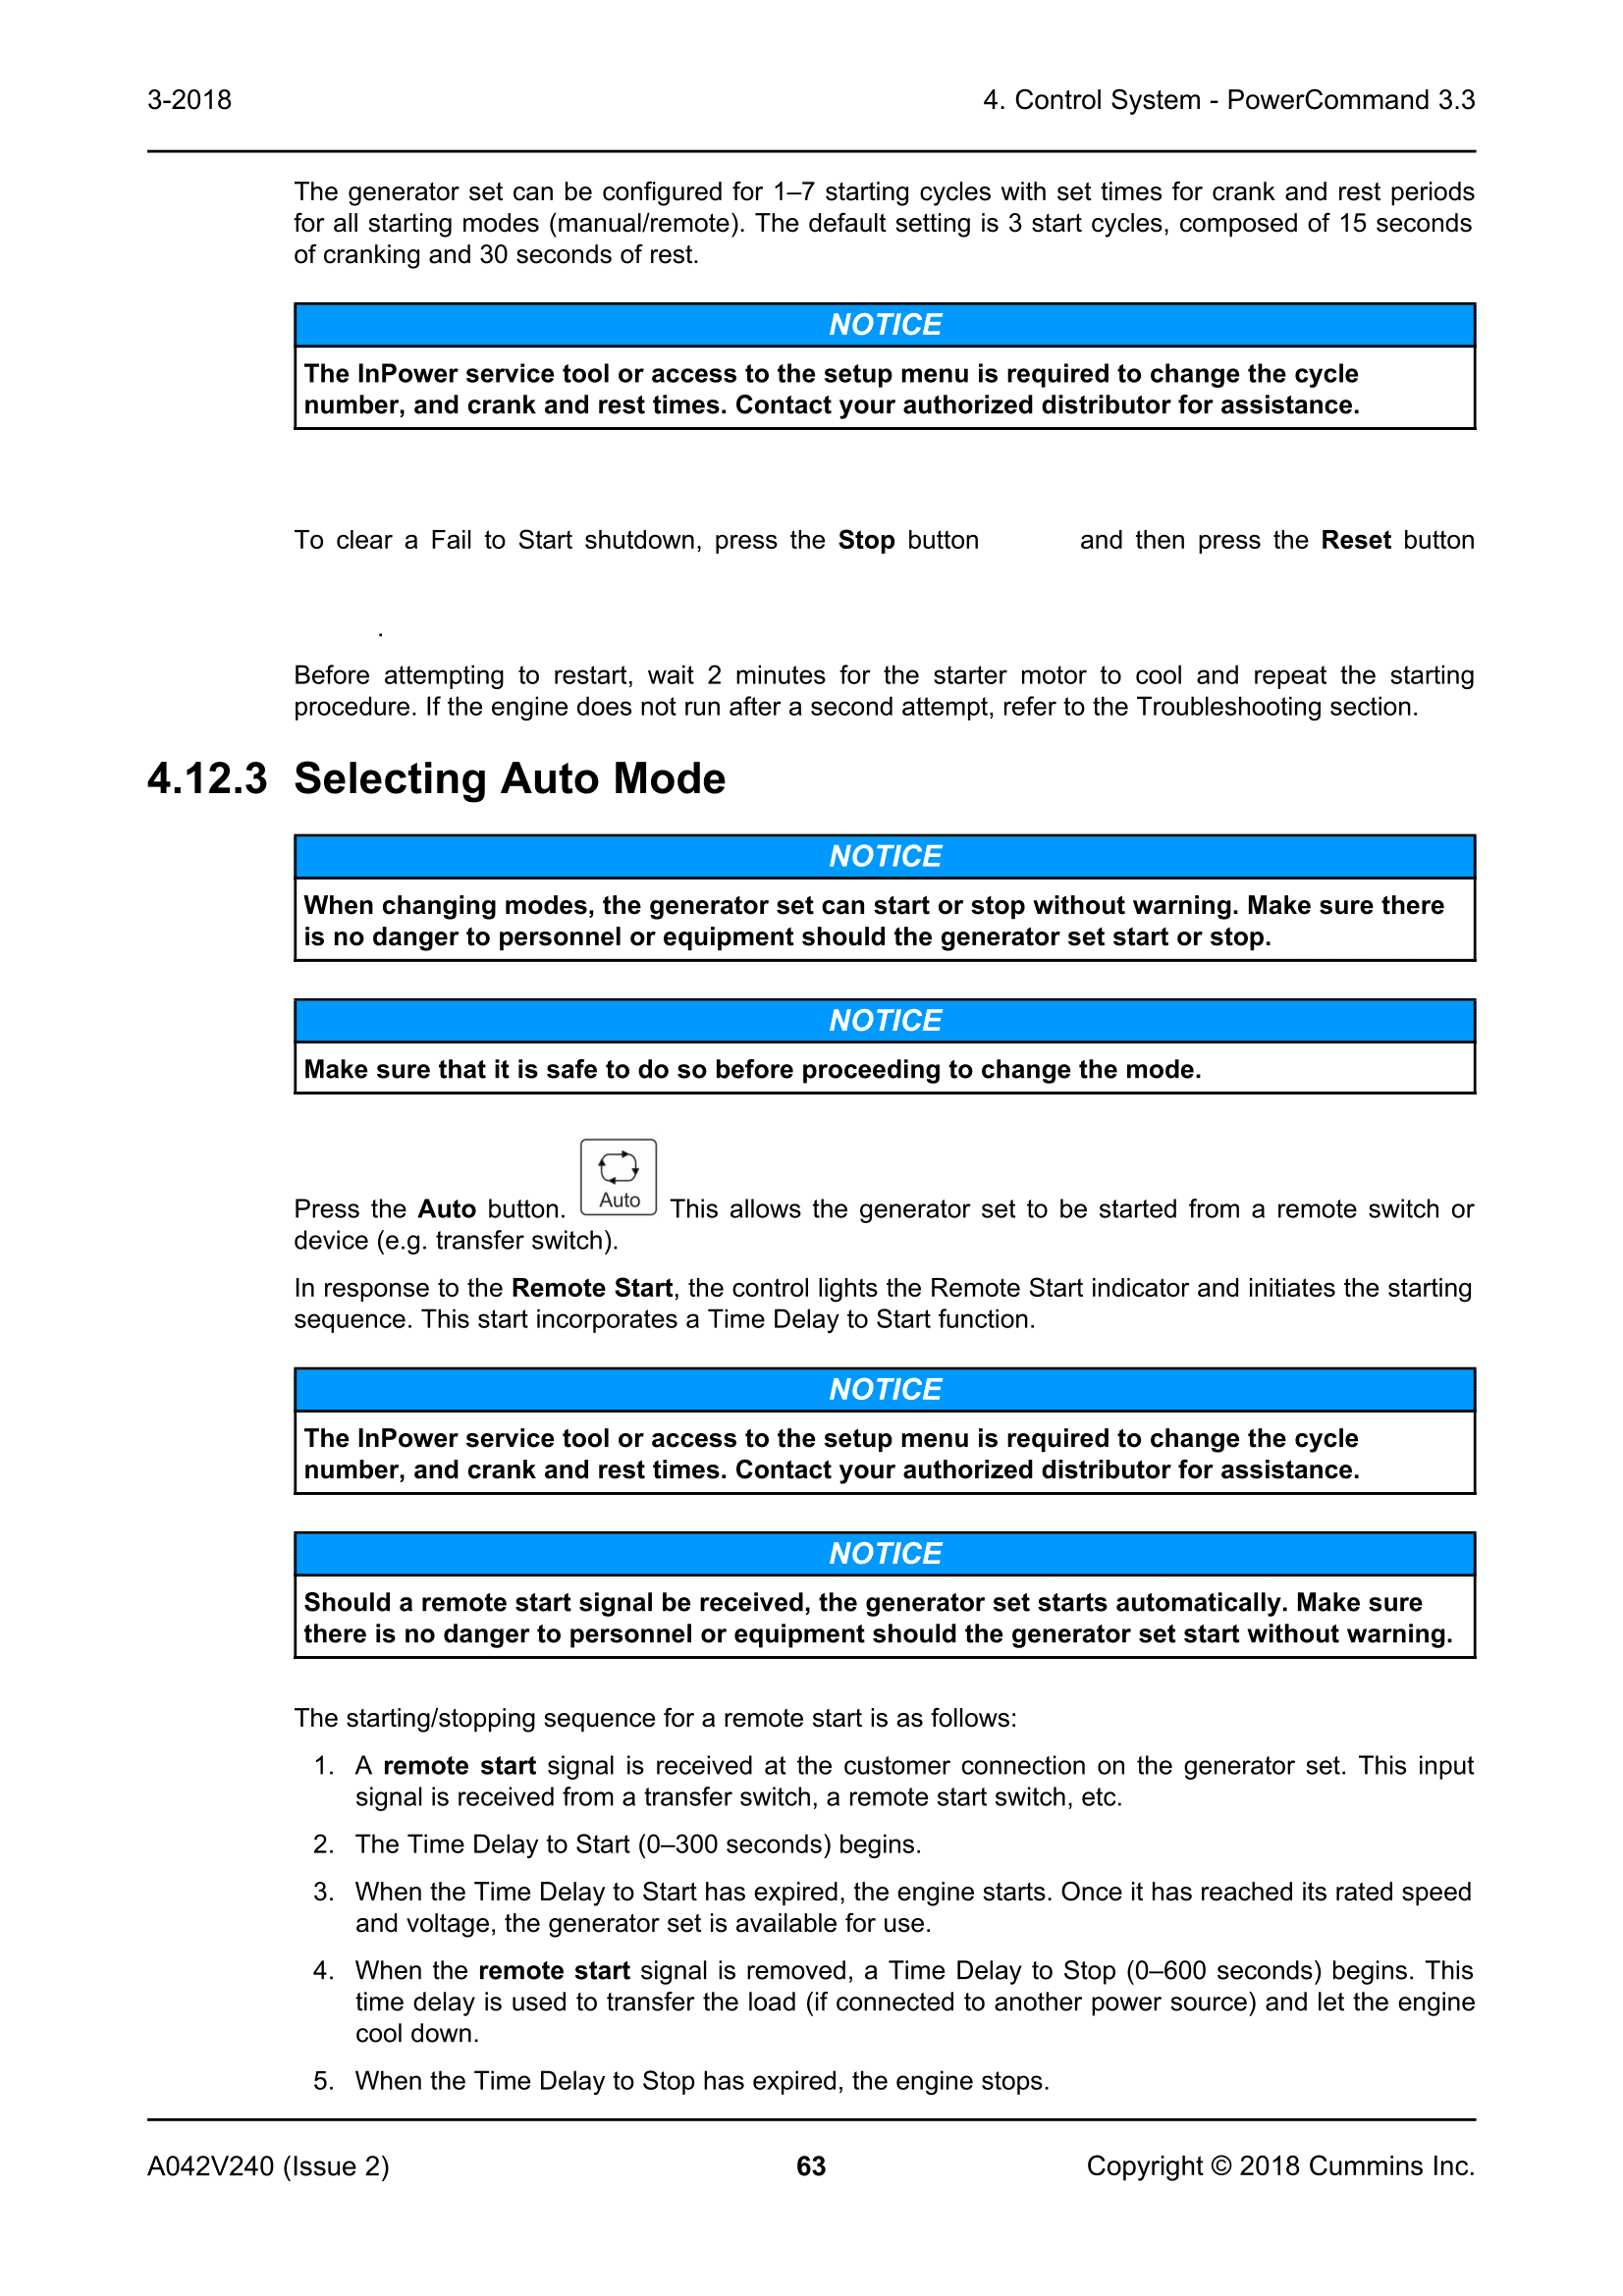 3-2018
4. Control System - PowerCommand 3.3
The generator set can be configured for 1–7 starting cycles with set times for crank and rest periods
for all starting modes (manual/remote). The default setting is 3 start cycles, composed of 15 seconds
of cranking and 30 seconds of rest.
NOTICE
The InPower service tool or access to the setup menu is required to change the cycle
number, and crank and rest times. Contact your authorized distributor for assistance.
To clear a Fail to Start shutdown, press the Stop button and then press the Reset button
.
Before attempting to restart, wait 2 minutes for the starter motor to cool and repeat the starting
procedure. If the engine does not run after a second attempt, refer to the Troubleshooting section.
4.12.3 Selecting Auto Mode
NOTICE
When changing modes, the generator set can start or stop without warning. Make sure there
is no danger to personnel or equipment should the generator set start or stop.
NOTICE
Make sure that it is safe to do so before proceeding to change the mode.
Press the Auto button. Auto This allows the generator set to be started from a remote switch or
device (e.g. transfer switch).
In response to the Remote Start, the control lights the Remote Start indicator and initiates the starting
sequence. This start incorporates a Time Delay to Start function.
NOTICE
The InPower service tool or access to the setup menu is required to change the cycle
number, and crank and rest times. Contact your authorized distributor for assistance.
NOTICE
Should a remote start signal be received, the generator set starts automatically. Make sure
there is no danger to personnel or equipment should the generator set start without warning.
The starting/stopping sequence for a remote start is as follows:
1. A remote start signal is received at the customer connection on the generator set. This input
signal is received from a transfer switch, a remote start switch, etc.
2. The Time Delay to Start (0–300 seconds) begins.
3. When the Time Delay to Start has expired, the engine starts. Once it has reached its rated speed
and voltage, the generator set is available for use.
4. When the remote start signal is removed, a Time Delay to Stop (0–600 seconds) begins. This
time delay is used to transfer the load (if connected to another power source) and let the engine
cool down.
5. When the Time Delay to Stop has expired, the engine stops.
A042V240 (Issue 2)
63
Copyright © 2018 Cummins Inc.